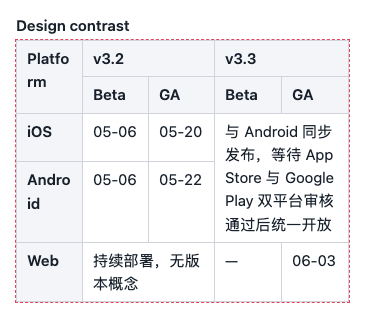 Design contrast
Platfo
rm
v3.2
v3.3
Beta
GA
Beta
GA
iOS
05-06
05-20
与 Android 同步
发布，等待 App
Store 与 Google
Play 双平台审核
通过后统一开放
Andro
id
05-06
05-22
Web
持续部署，无版
本概念
—
06-03